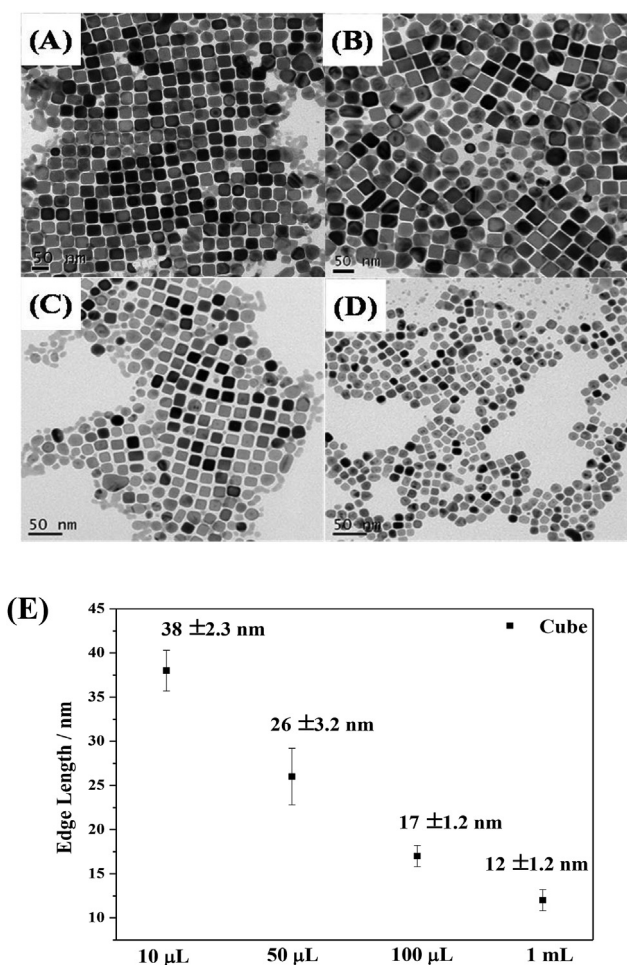 (A)
(B)
50 nm
50 nm
(C)
(D)
50 nm
50 nm
(E)
45
40
35
30
25
20
15
10
Edge Length / nm
Cube
38 ±2.3 nm
26 ±3.2 nm
17 ±1.2 nm
12 ±1.2 nm
10 μL
50 μL
100 μL
1 mL